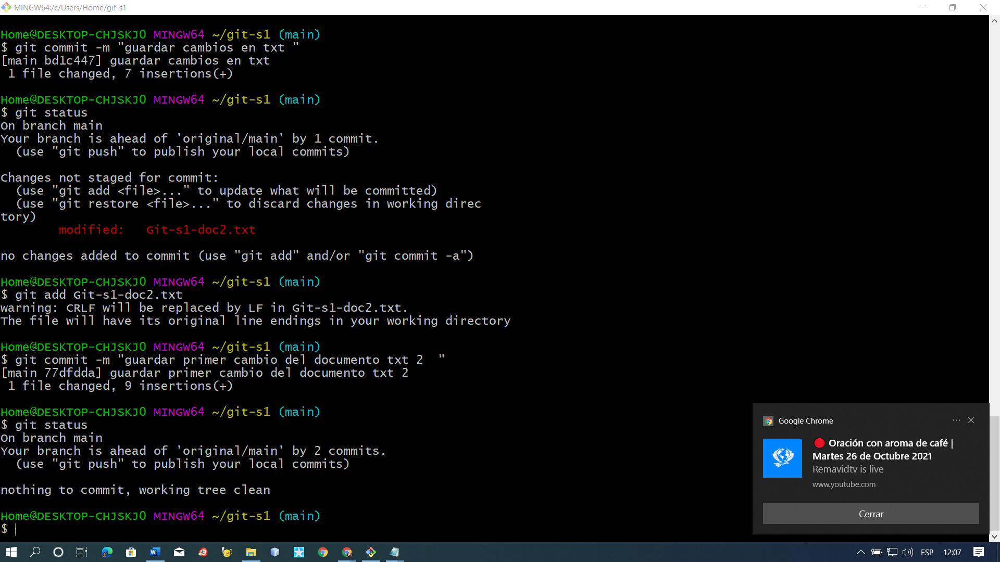 MINGW64:/c/Users/Home/git-s1
Home@DESKTOP-CHJSKJO MINGW64 ~/git-s1 (main)
$ git commit -m "guardar cambios en txt "
[main bd1c447] guardar cambios en txt
1 file changed, 7 insertions(+)
Home@DESKTOP-CHJSKJO MINGW64 ~/git-s1 (main)
$ git status
On branch main
Your branch is ahead of 'original/main' by 1 commit.
(use "git push" to publish your local commits)
Changes not staged for commit:
(use "git add <file>..." to update what will be committed)
(use "git restore <file>..." to discard changes in working direc
tory)
modified:   Git-s1-doc2.txt
no changes added to commit (use "git add" and/or "git commit -a")
Home@DESKTOP-CHJSKJO MINGW64 ~/git-s1 (main)
$ git add Git-s1-doc2.txt
warning: CRLF will be replaced by LF in Git-s1-doc2.txt.
The file will have its original line endings in your working directory
Home@DESKTOP-CHJSKJO MINGW64 ~/git-s1 (main)
$ git commit -m "guardar primer cambio del documento txt 2  "
[main 77dfdda] guardar primer cambio del documento txt 2
1 file changed, 9 insertions(+)
Home@DESKTOP-CHJSKJO MINGW64 ~/git-s1 (main)
$ git status
On branch main
Your branch is ahead of 'original/main' by 2 commits.
(use "git push" to publish your local commits)
nothing to commit, working tree clean
Home@DESKTOP-CHJSKJO MINGW64 ~/git-s1 (main)
$
Google Chrome
Oración con aroma de café |
Martes 26 de Octubre 2021
Remavidtv is live
www.youtube.com
Cerrar
ESP 12:07